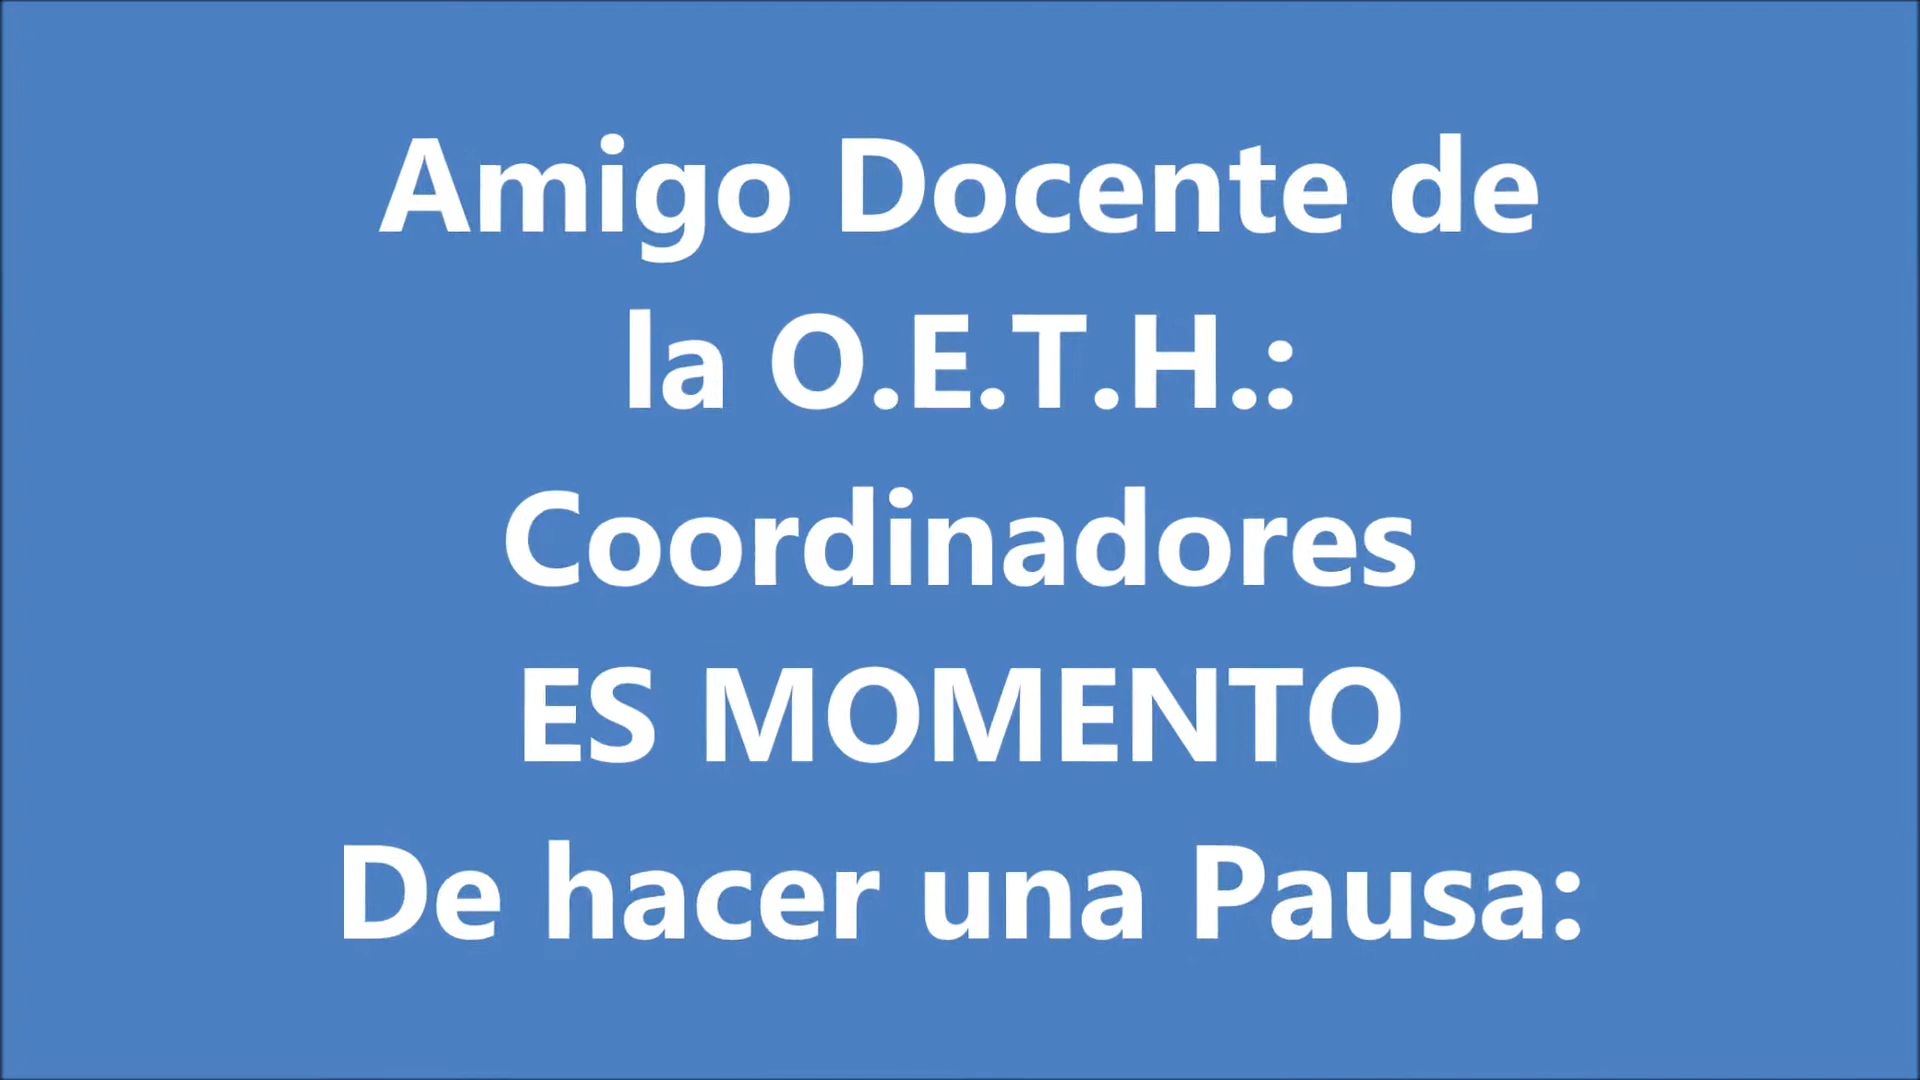 Amigo Docente de
la O.E.T.H.:
Coordinadores
ES MOMENTO
De hacer una Pausa: